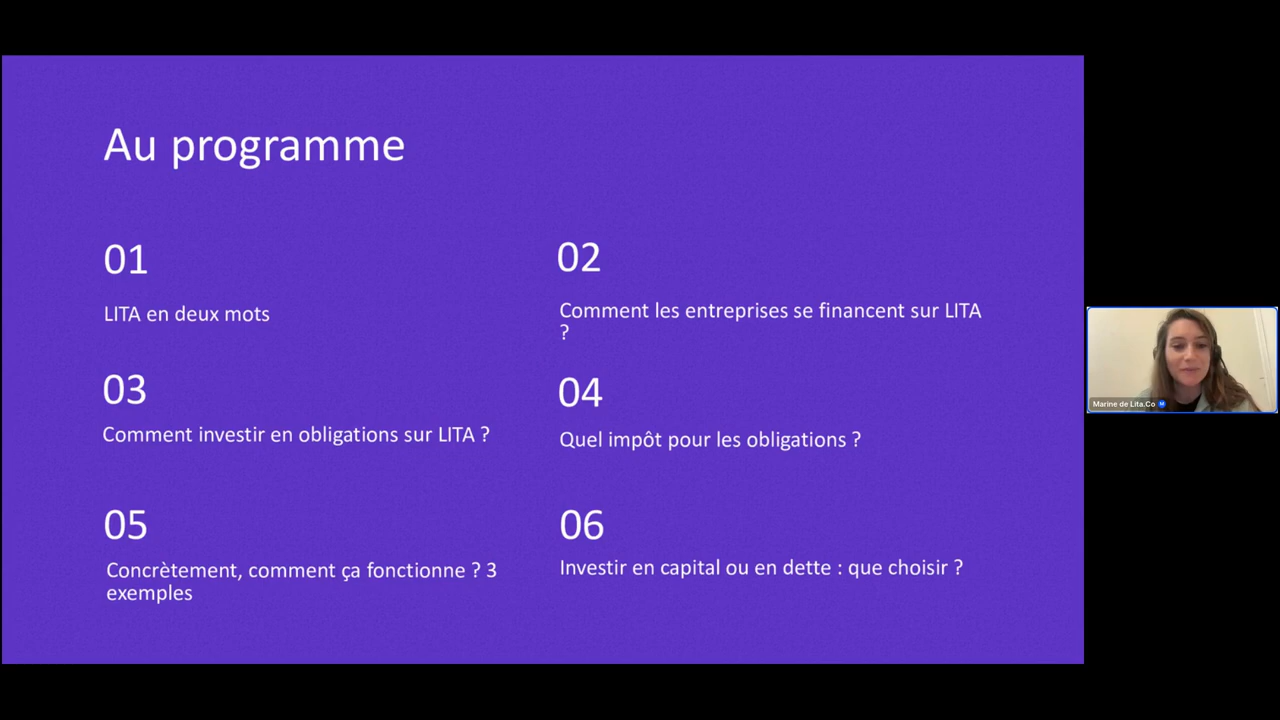 Au programme
01
LITA en deux mots
02
Comment les entreprises se financent sur LITA
?
03
Comment investir en obligations sur LITA ?
04
Quel impôt pour les obligations ?
05
Concrètement, comment ça fonctionne ? 3
exemples
06
Investir en capital ou en dette : que choisir ?
Marine de Lita.Co